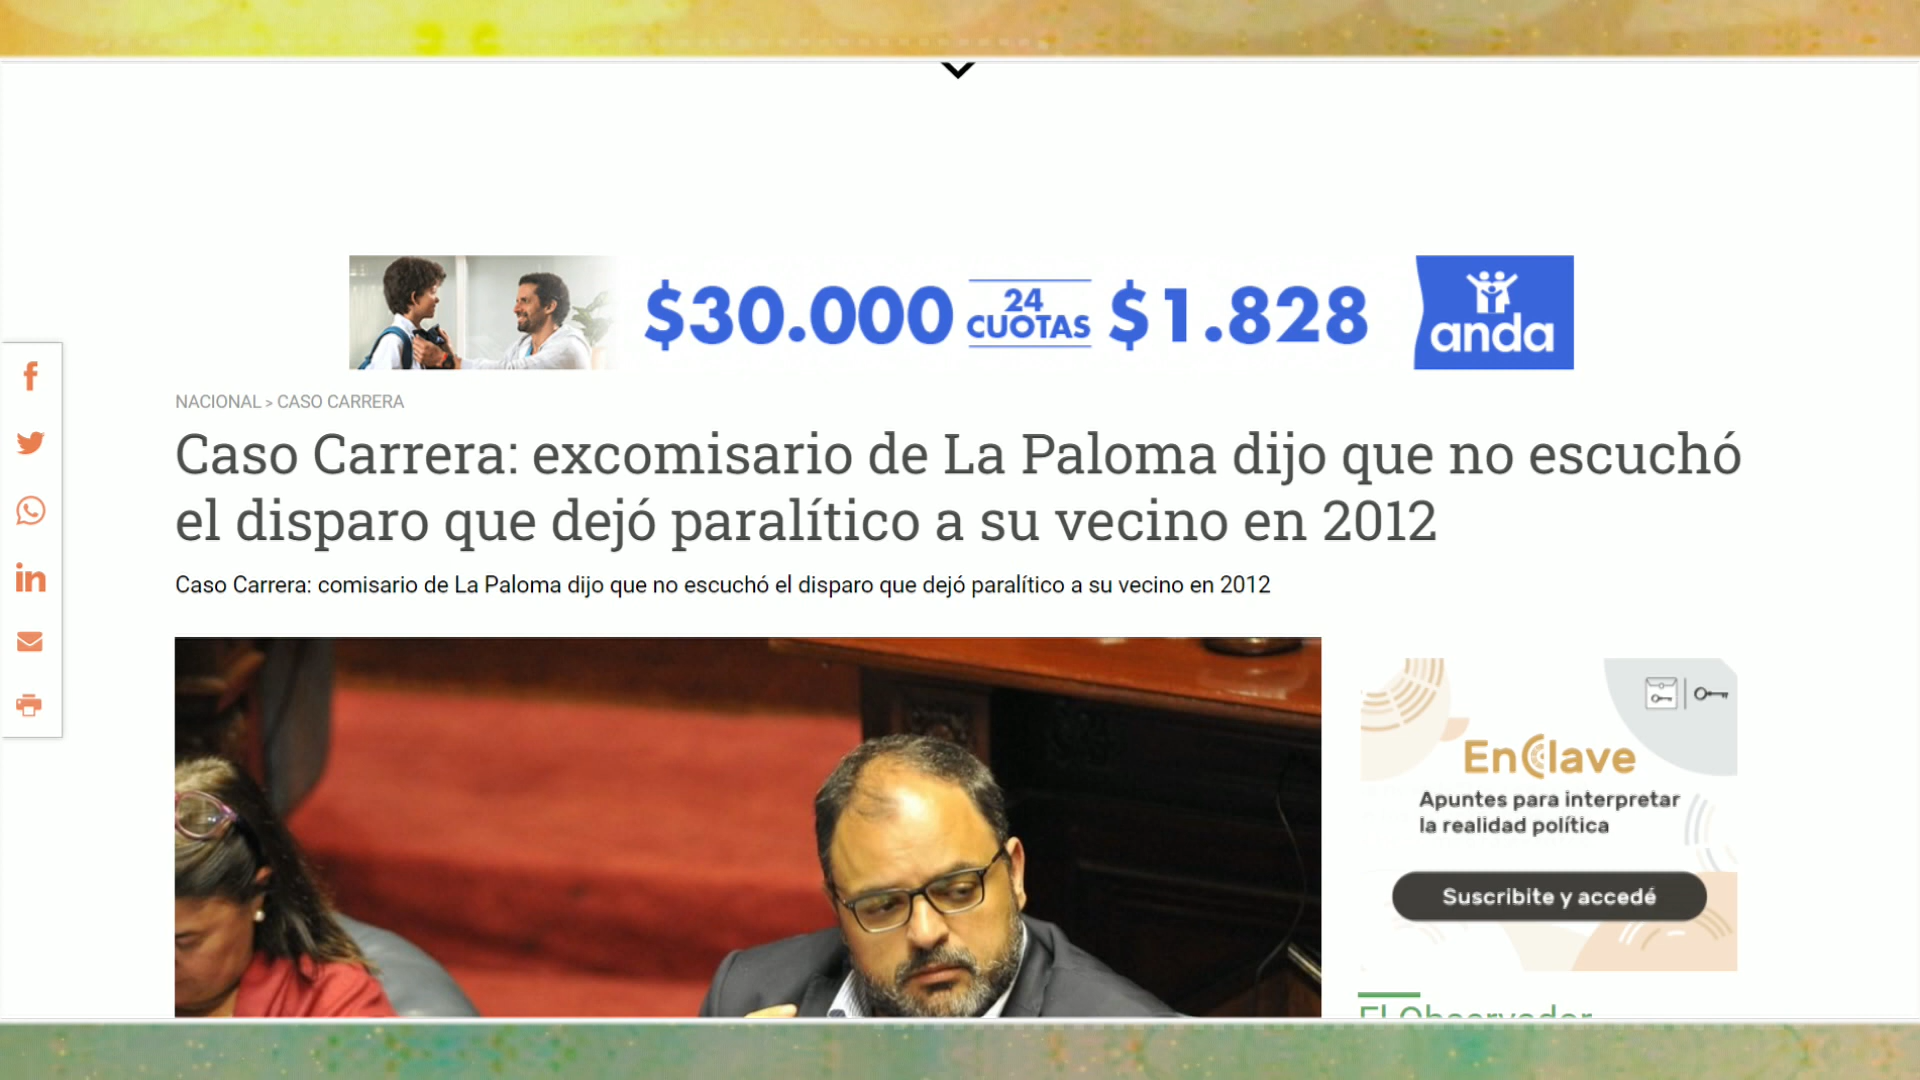 $30.000 24 CUOTAS $1.828
anda
NACIONAL > CASO CARRERA
Caso Carrera: excomisario de La Paloma dijo que no escuchó
el disparo que dejó paralítico a su vecino en 2012
Caso Carrera: comisario de La Paloma dijo que no escuchó el disparo que dejó paralítico a su vecino en 2012
EnClave
Apuntes para interpretar
la realidad política
Suscribite y accedé
El Observador